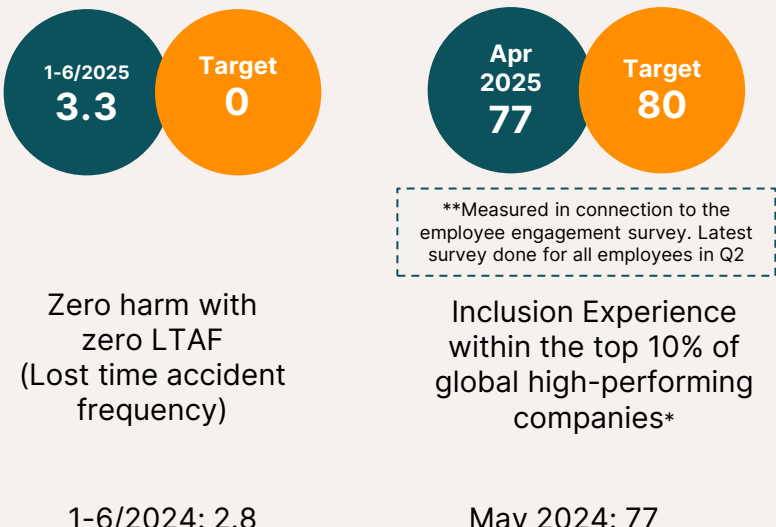 1-6/2025
3.3
Target
0
Apr
2025
77
Target
80
**Measured in connection to the
employee engagement survey. Latest
survey done for all employees in Q2
Zero harm with
zero LTAF
(Lost time accident
frequency)
Inclusion Experience
within the top 10% of
global high-performing
companies*
1-6/2024: 2.8
May 2024: 77